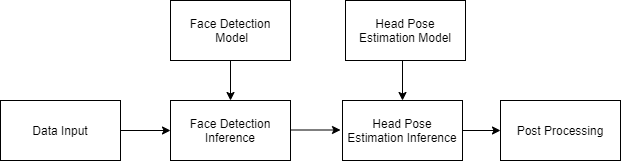 Face Detection
Model
Head Pose
Estimation Model
Data Input
Face Detection
Inference
Head Pose
Estimation Inference
Post Processing